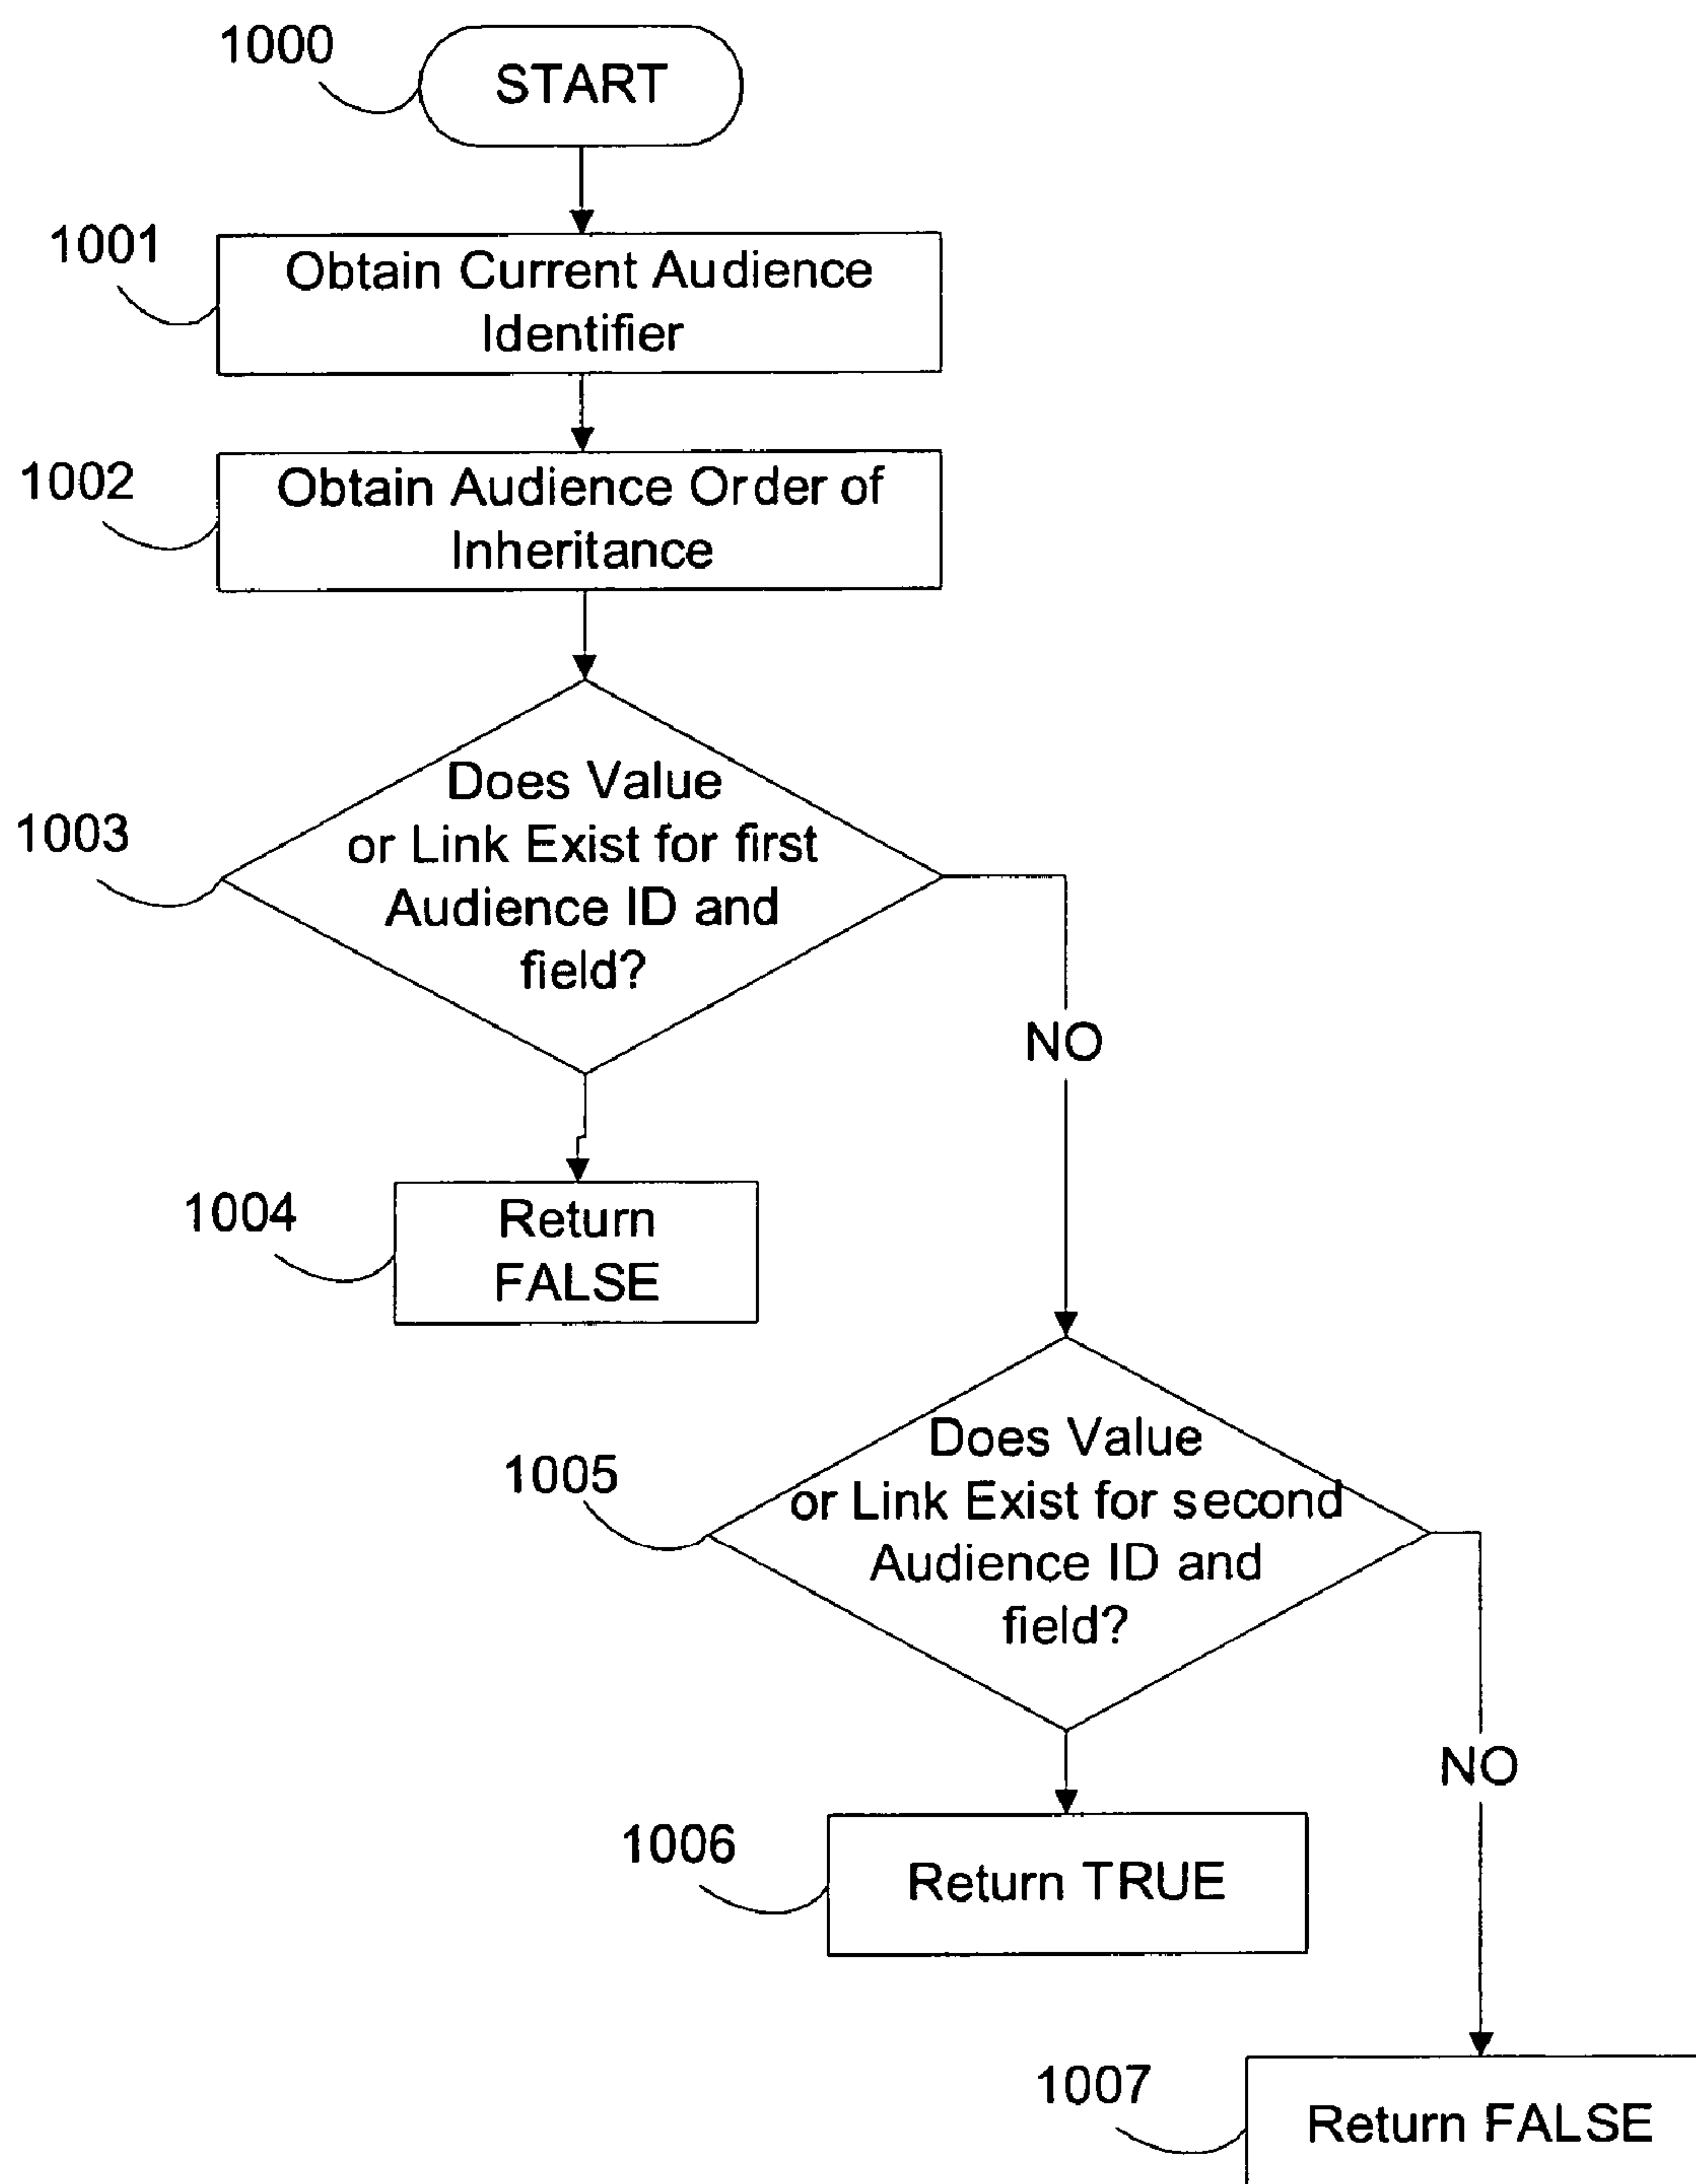 1000
START
1001
Obtain Current Audience
Identifier
1002
Obtain Audience Order of
Inheritance
1003
Does Value
or Link Exist for first
Audience ID and
field?
NO
1004
Return
FALSE
1005
Does Value
or Link Exist for second
Audience ID and
field?
NO
1006
Return TRUE
1007
Return FALSE